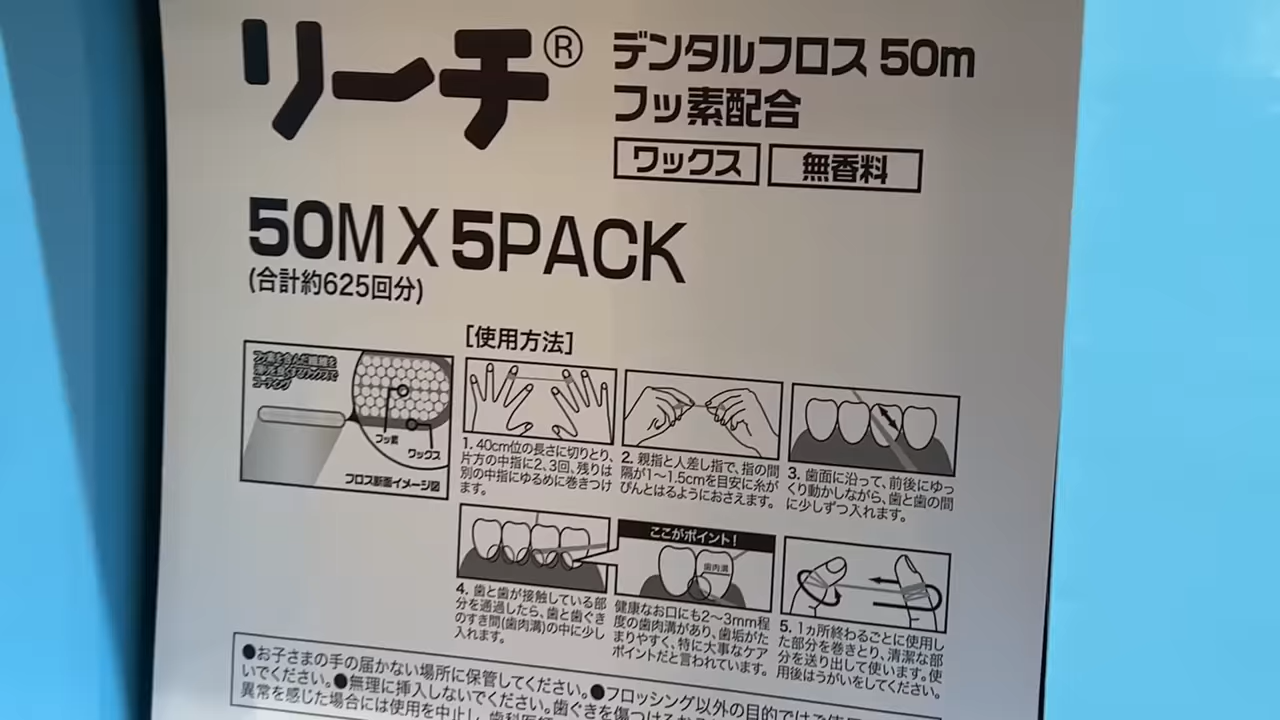 リーチ®
デンタルフロス 50m
フッ素配合
ワックス 無香料
50M X 5PACK
(合計約625回分)
[使用方法]
フッ素
ワックス
フロス断面イメージ図
1. 40cm位の長さに切りとり、
片方の中指に2、3回、残りは
別の中指にゆるめに巻きつけ
ます。
2. 親指と人差し指で、指の間
隔が1〜1.5cmを目安に糸が
ぴんとはるようにおさえます。
3. 歯面に沿って、前後にゆっ
くり動かしながら、歯と歯の間
に少しずつ入れます。
4. 歯と歯が接触している部
分を通過したら、歯と歯ぐき
のすき間(歯肉溝)の中に少し
入れます。
ここがポイント!
歯肉溝
健康なお口にも2〜3mm程
度の歯肉溝があり、歯垢がた
まりやすく、特に大事なケア
ポイントだと言われています。
5. 1ヵ所終わるごとに使用し
た部分を巻きとり、清潔な部
分を送り出して使います。使
用後はうがいをしてください。
●お子さまの手の届かない場所に保管してください。●フロッシング以外の目的ではご使用
いでください。●無理に挿入しないでください。歯ぐきを傷つける
異常を感じた場合には使用を中止し、歯科医師